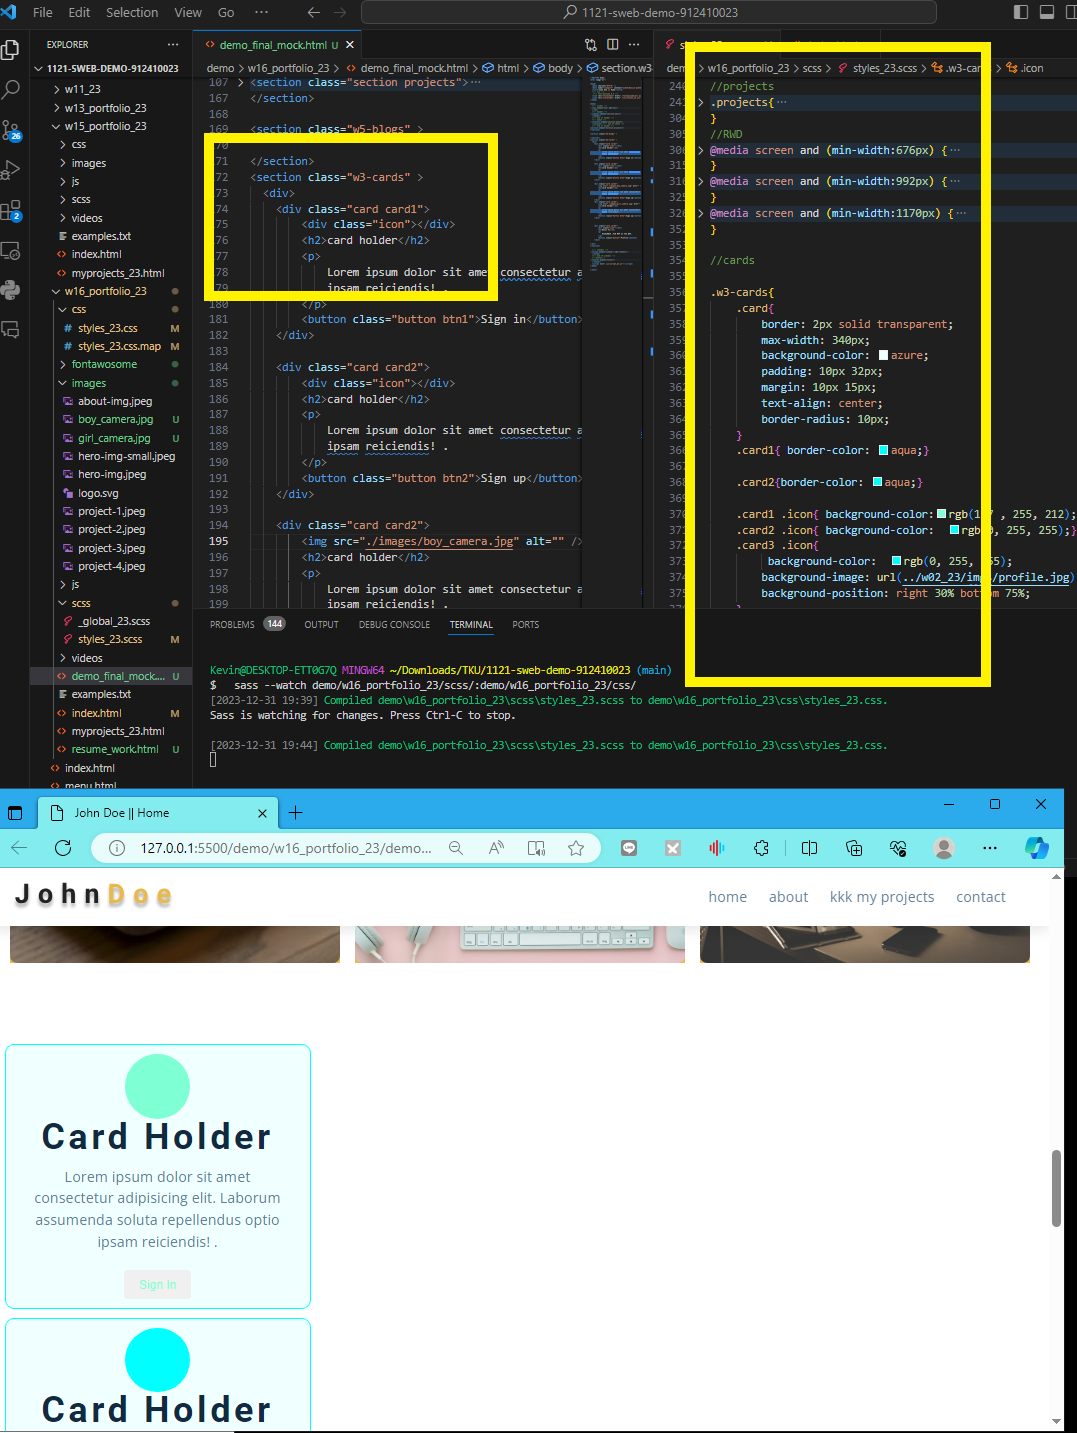 File Edit Selection View Go ··· 1121-sweb-demo-912410023
EXPLORER ···
1121-SWEB-DEMO-912410023
w11_23
w13_portfolio_23
w15_portfolio_23
css
images
js
scss
videos
examples.txt
index.html
myprojects_23.html
w16_portfolio_23
css
styles_23.css M
styles_23.css.map M
fontawosome
images
about-img.jpeg
boy_camera.jpg U
girl_camera.jpg U
hero-img-small.jpeg
hero-img.jpeg
logo.svg
project-1.jpeg
project-2.jpeg
project-3.jpeg
project-4.jpeg
js
scss
_global_23.scss
styles_23.scss M
videos
demo_final_mock.... U
examples.txt
index.html M
myprojects_23.html
resume_work.html U
index.html
menu.html
26
2
demo_final_mock.html U
demo > w16_portfolio_23 > demo_final_mock.html > html > body > section.w3-
107 <section class="section projects">···
167 </section>
168
169 <section class="w5-blogs" >
70
171 </section>
172 <section class="w3-cards" >
73 <div>
74 <div class="card card1">
75 <div class="icon"></div>
76 <h2>card holder</h2>
77 <p>
78 Lorem ipsum dolor sit amet consectetur a
79 ipsam reiciendis! .
180 </p>
181 <button class="button btn1">Sign in</button>
182 </div>
183
184 <div class="card card2">
185 <div class="icon"></div>
186 <h2>card holder</h2>
187 <p>
188 Lorem ipsum dolor sit amet consectetur a
189 ipsam reiciendis! .
190 </p>
191 <button class="button btn2">Sign up</button>
192 </div>
193
194 <div class="card card2">
195 <img src="./images/boy_camera.jpg" alt="" />
196 <h2>card holder</h2>
197 <p>
198 Lorem ipsum dolor sit amet consectetur a
199 ipsam reiciendis! .
dem > w16_portfolio_23 > scss > styles_23.scss > .w3-car > .icon
240 //projects
241 .projects{···
304 }
305 //RWD
306 @media screen and (min-width:676px) {···
315 }
316 @media screen and (min-width:992px) {···
325 }
326 @media screen and (min-width:1170px) {···
352 }
353
354 //cards
355
356 .w3-cards{
357 .card{
358 border: 2px solid transparent;
359 max-width: 340px;
360 background-color: azure;
361 padding: 10px 32px;
362 margin: 10px 15px;
363 text-align: center;
364 border-radius: 10px;
365 }
366 .card1{ border-color: aqua;}
367
368 .card2{border-color: aqua;}
369
370 .card1 .icon{ background-color: rgb( , 255, 212);
371 .card2 .icon{ background-color: rgb( , 255, 255);}
372 .card3 .icon{
373 background-color: rgb(0, 255, );
374 background-image: url(../w02_23/ /profile.jpg)
375 background-position: right 30% bottom 75%;
PROBLEMS 144 OUTPUT DEBUG CONSOLE TERMINAL PORTS
Kevin@DESKTOP-ETT0G7Q MINGW64 ~/Downloads/TKU/1121-sweb-demo-912410023 (main)
$ sass --watch demo/w16_portfolio_23/scss/:demo/w16_portfolio_23/css/
[2023-12-31 19:39] Compiled demo\w16_portfolio_23\scss\styles_23.scss to demo\w16_portfolio_23\css\styles_23.css.
Sass is watching for changes. Press Ctrl-C to stop.
[2023-12-31 19:44] Compiled demo\w16_portfolio_23\scss\styles_23.scss to demo\w16_portfolio_23\css\styles_23.css.
John Doe || Home
127.0.0.1:5500/demo/w16_portfolio_23/demo...
JohnDoe home about kkk my projects contact
Card Holder
Lorem ipsum dolor sit amet
consectetur adipisicing elit. Laborum
assumenda soluta repellendus optio
ipsam reiciendis! .
Sign In
Card Holder